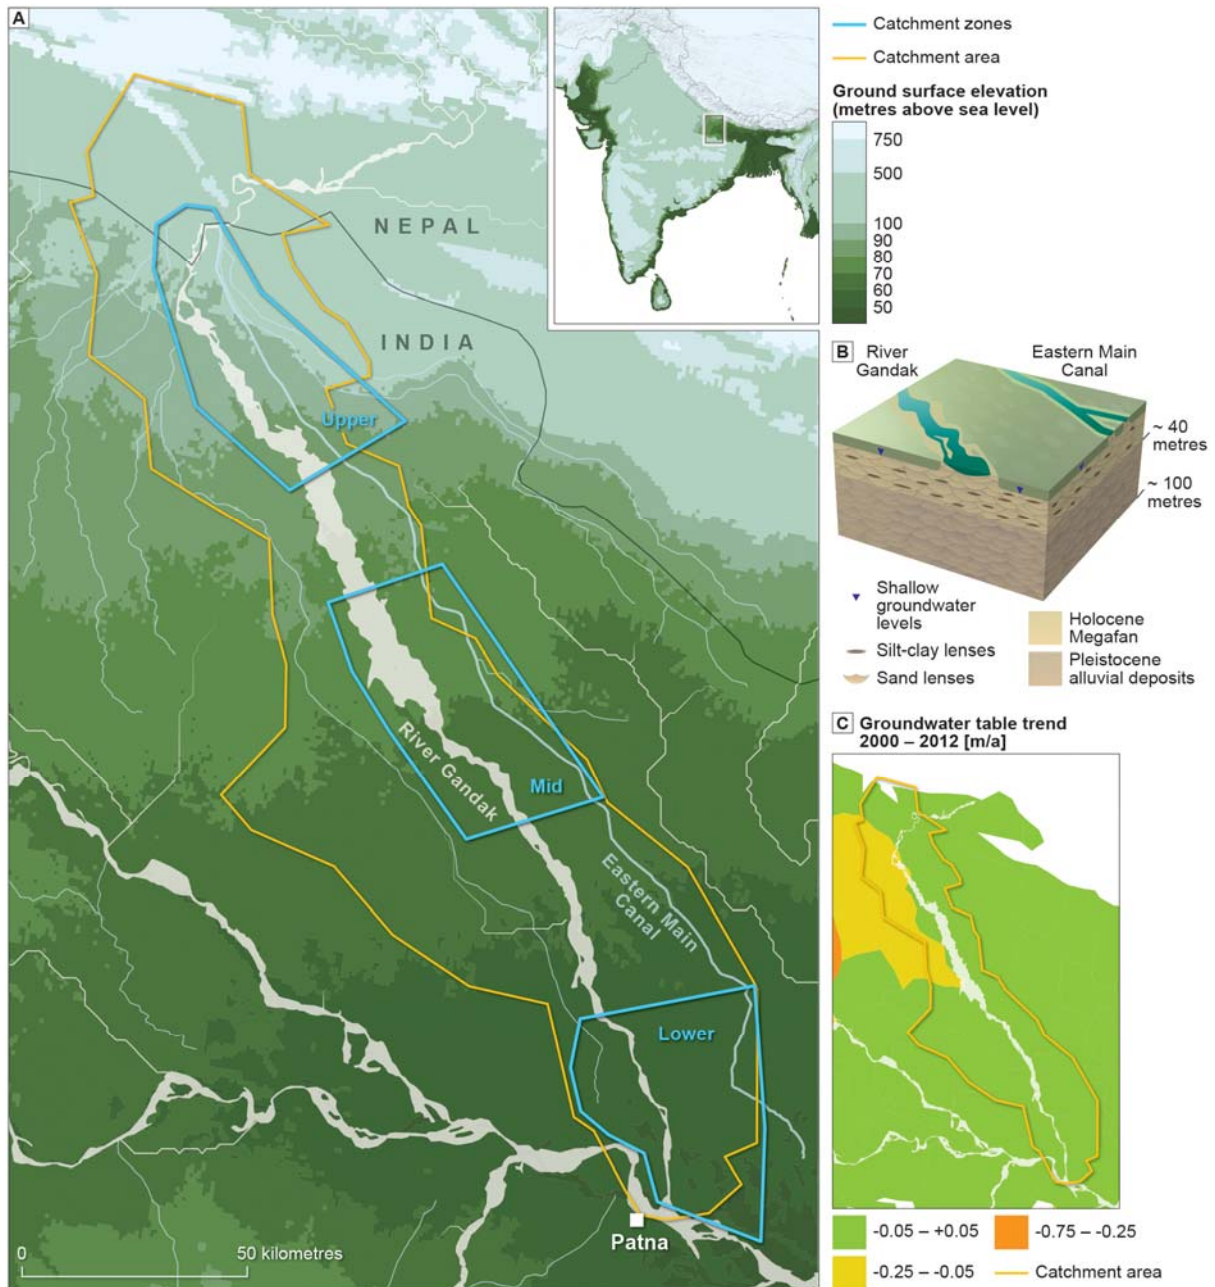 A
NEPAL
INDIA
Upper
River Gandak
Mid
Eastern Main
Canal
Lower
Patna
0
50 kilometres
Catchment zones
Catchment area
Ground surface elevation
(metres above sea level)
750
500
100
90
80
70
60
50
B
River
Gandak
Eastern Main
Canal
~ 40
metres
~ 100
metres
Shallow
groundwater
levels
Silt-clay lenses
Sand lenses
Holocene
Megafan
Pleistocene
alluvial deposits
C
Groundwater table trend
2000 – 2012 [m/a]
-0.05 – +0.05
-0.75 – -0.25
-0.25 – -0.05
Catchment area